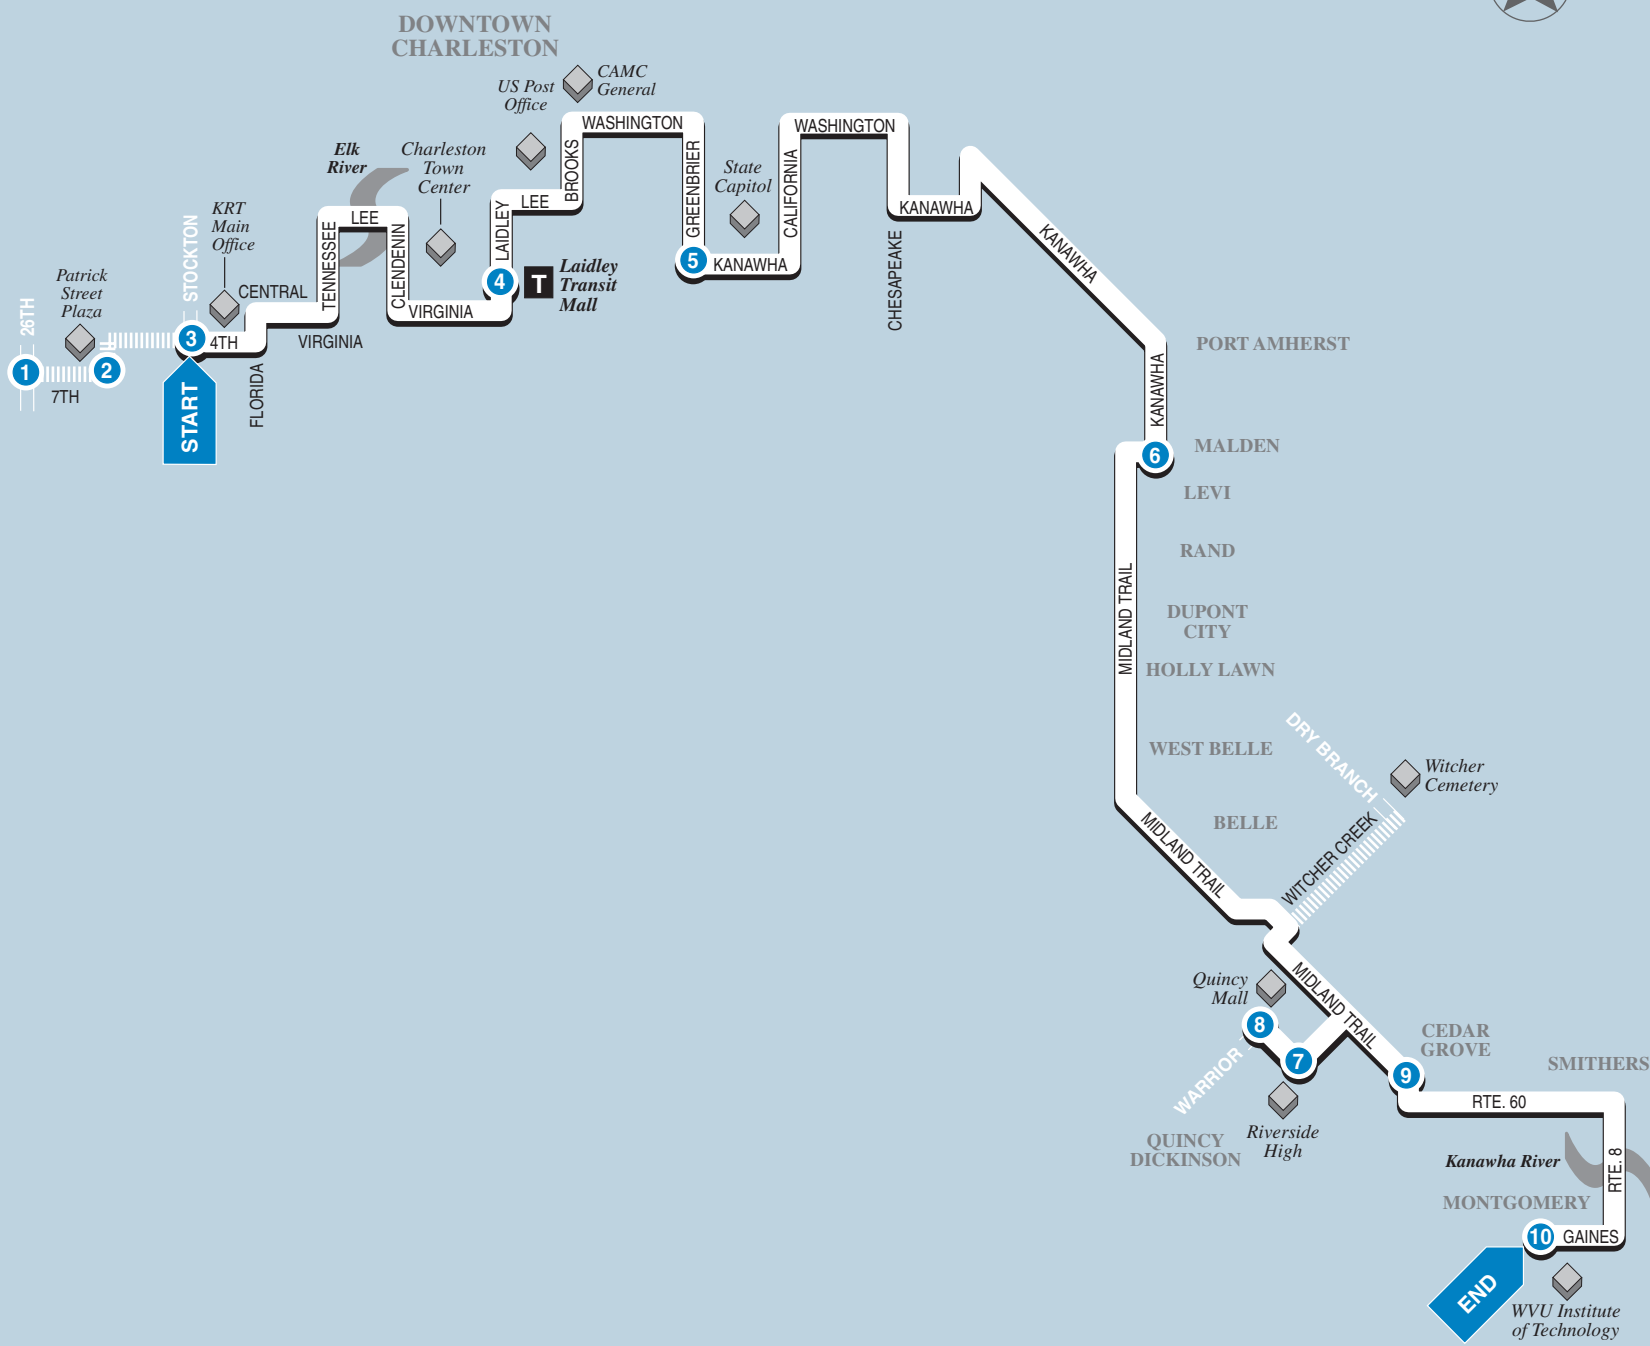 DOWNTOWN
CHARLESTON
US Post
Office
CAMC
General
WASHINGTON
WASHINGTON
Elk
River
Charleston
Town
Center
BROOKS
GREENBRIER
State
Capitol
CALIFORNIA
KRT
Main
Office
STOCKTON
LEE
TENNESSEE
CLENDENIN
LAIDLEY
LEE
KANAWHA
CHESAPEAKE
KANAWHA
5
KANAWHA
4
T
Laidley
Transit
Mall
Patrick
Street
Plaza
26TH
CENTRAL
VIRGINIA
VIRGINIA
3
4TH
FLORIDA
1
2
7TH
START
PORT AMHERST
KANAWHA
6
MALDEN
LEVI
RAND
MIDLAND TRAIL
DUPONT
CITY
HOLLY LAWN
WEST BELLE
DRY BRANCH
Witcher
Cemetery
BELLE
MIDLAND TRAIL
WITCHER CREEK
Quincy
Mall
MIDLAND TRAIL
8
7
9
CEDAR
GROVE
WARRIOR
SMITHERS
RTE. 60
Riverside
High
QUINCY
DICKINSON
Kanawha River
RTE. 8
MONTGOMERY
10
GAINES
END
WVU Institute
of Technology